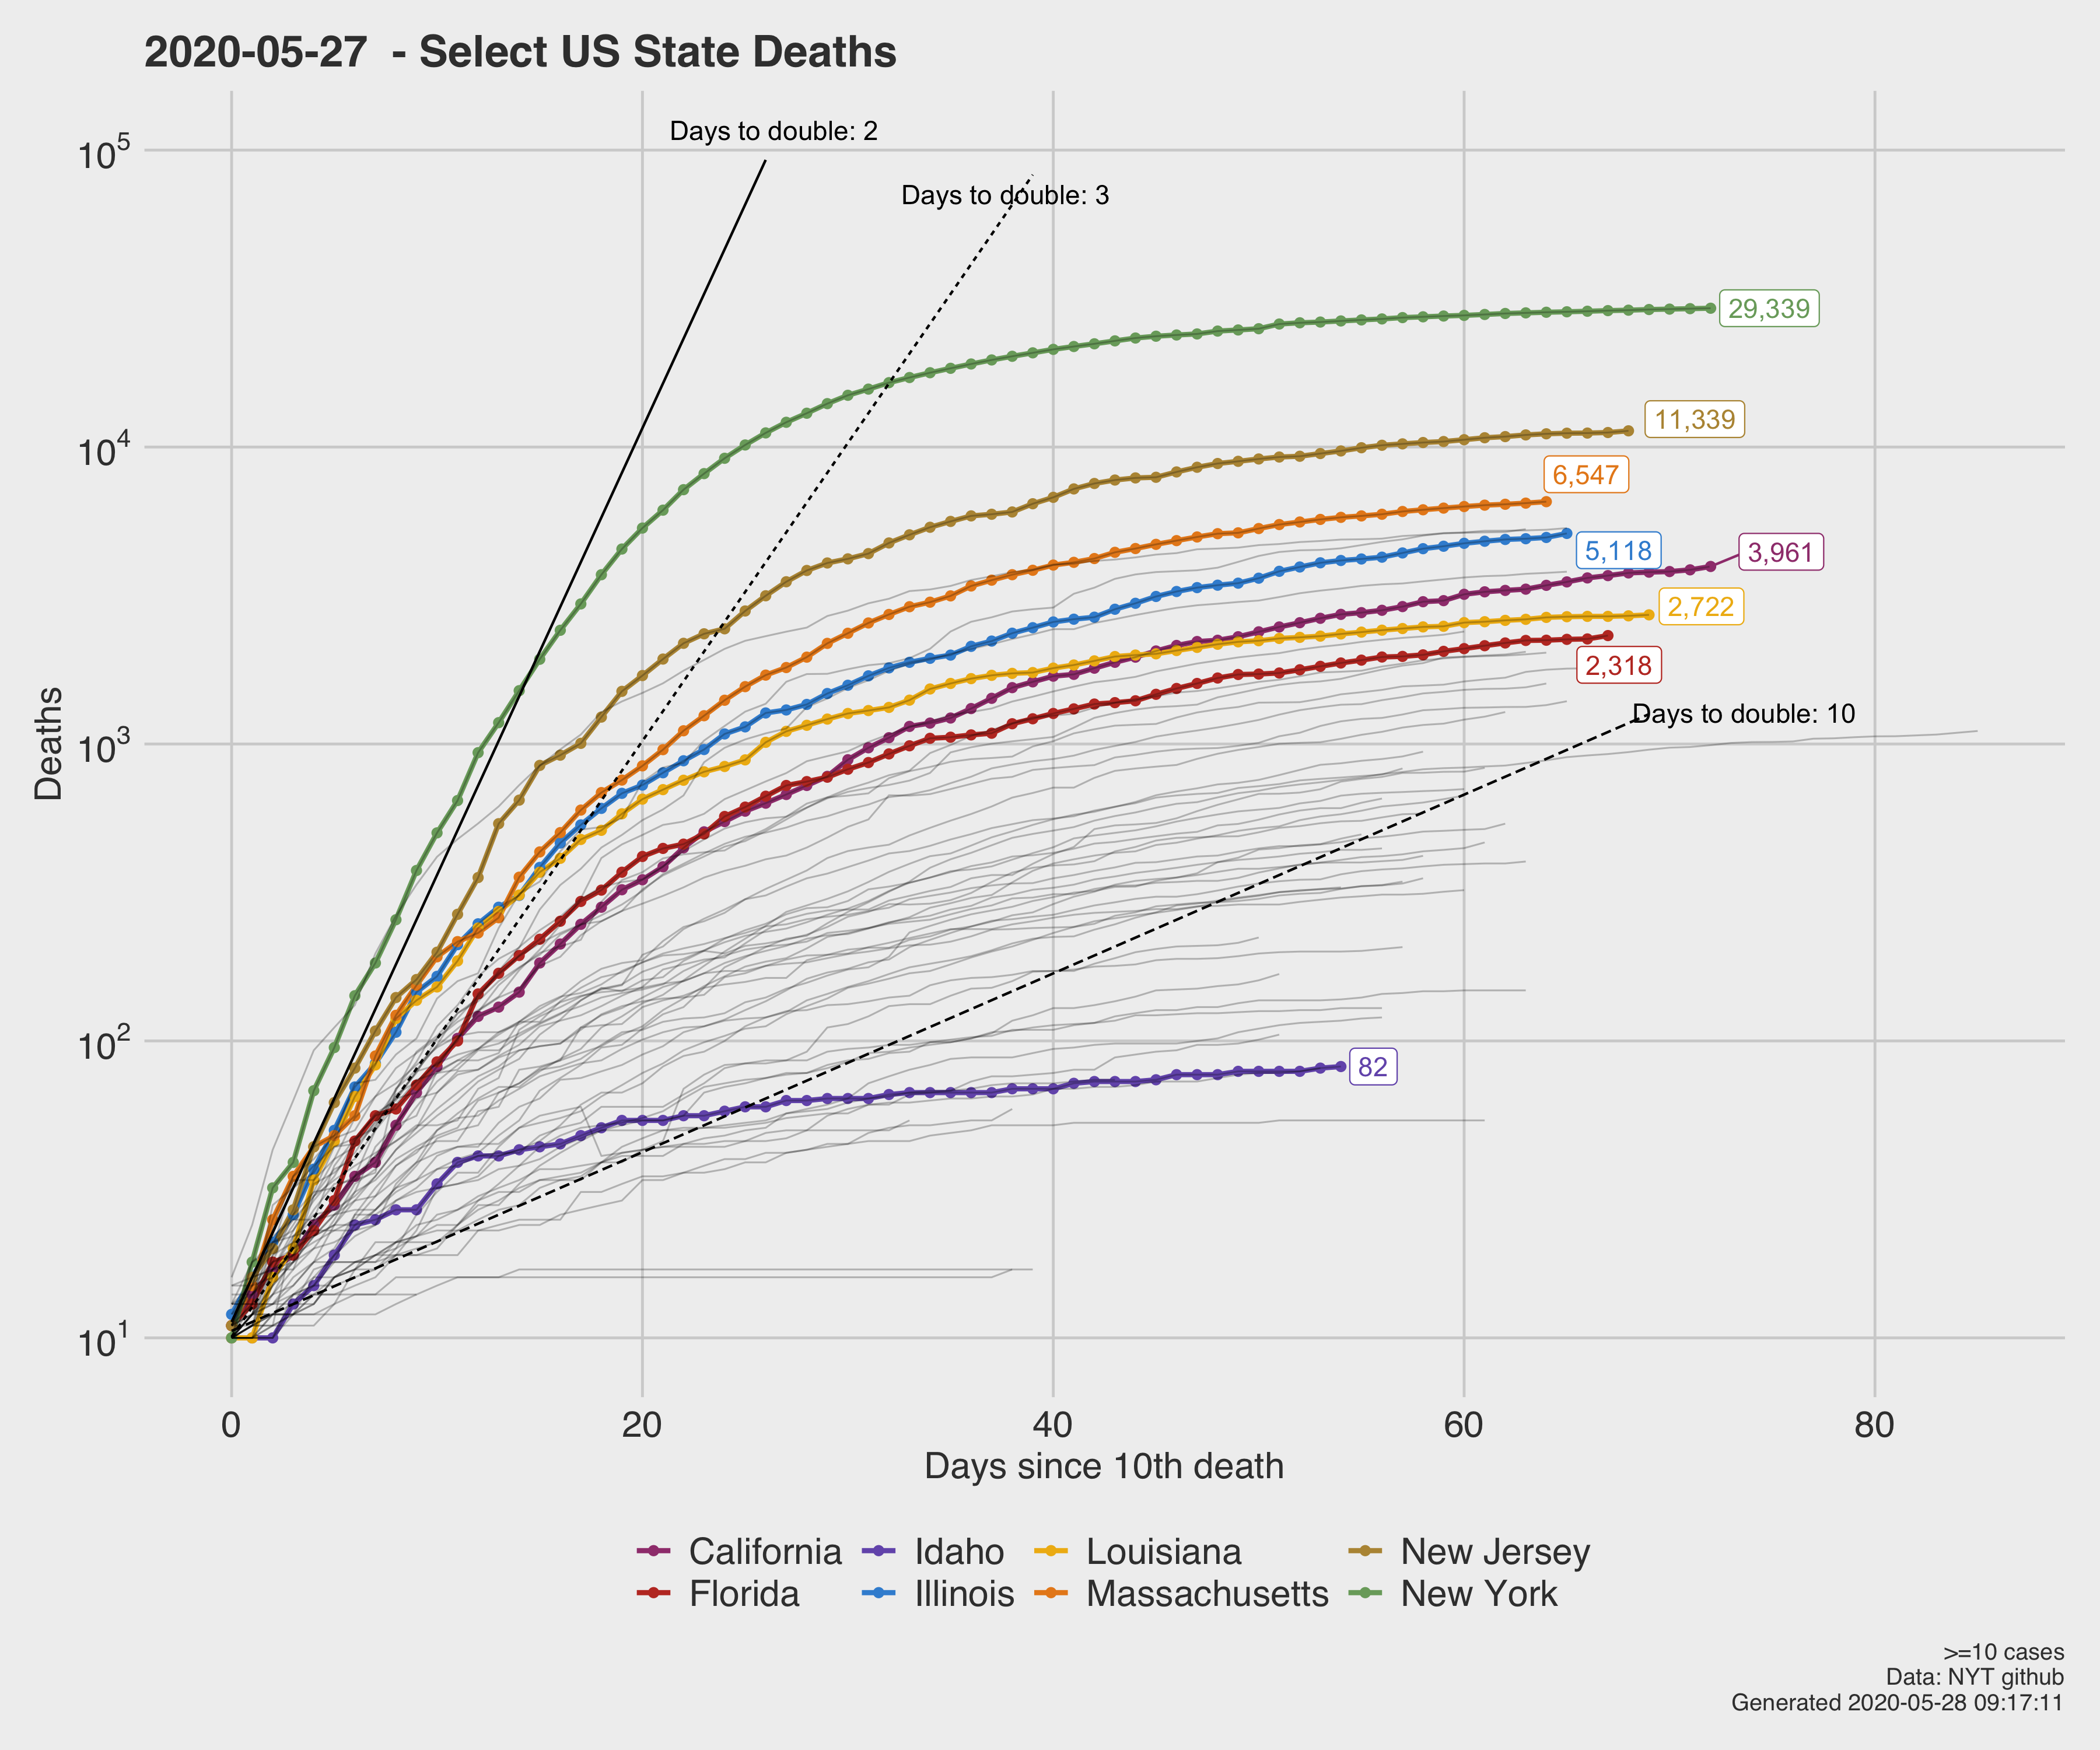 2020-05-27  - Select US State Deaths
Days to double: 2
10^5
Days to double: 3
29,339
11,339
10^4
6,547
5,118
3,961
2,722
2,318
Days to double: 10
10^3
Deaths
10^2
82
10^1
0 20 40 60 80
Days since 10th death
California Idaho Louisiana New Jersey
Florida Illinois Massachusetts New York
>=10 cases
Data: NYT github
Generated 2020-05-28 09:17:11